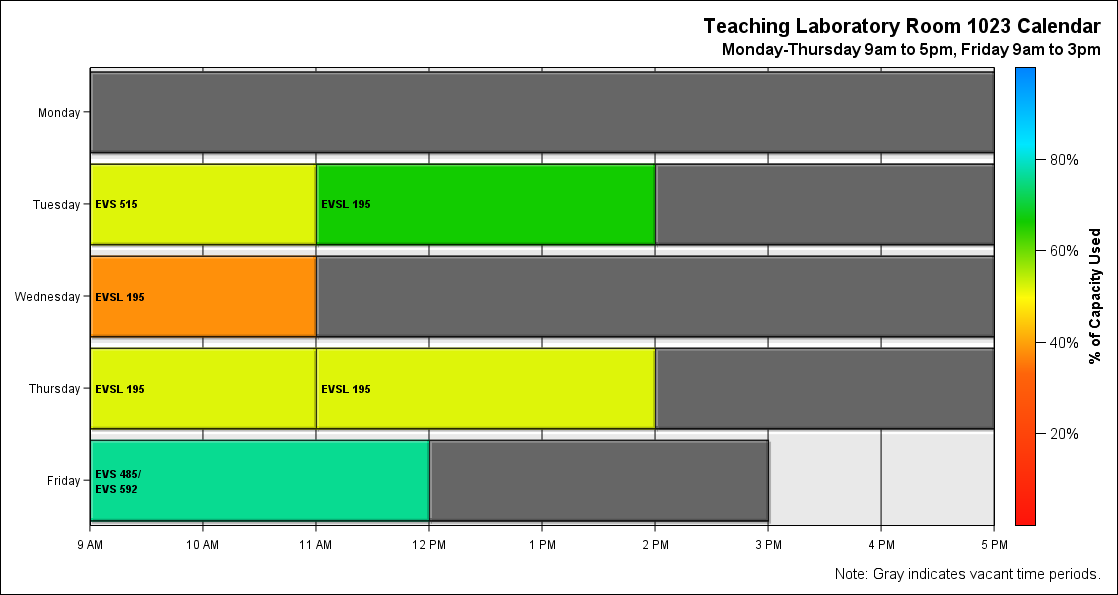 Teaching Laboratory Room 1023 Calendar
Monday-Thursday 9am to 5pm, Friday 9am to 3pm
Monday
Tuesday
EVS 515
EVSL 195
Wednesday
EVSL 195
Thursday
EVSL 195
EVSL 195
Friday
EVS 485/
EVS 592
9 AM
10 AM
11 AM
12 PM
1 PM
2 PM
3 PM
4 PM
5 PM
80%
60%
40%
20%
% of Capacity Used
Note: Gray indicates vacant time periods.